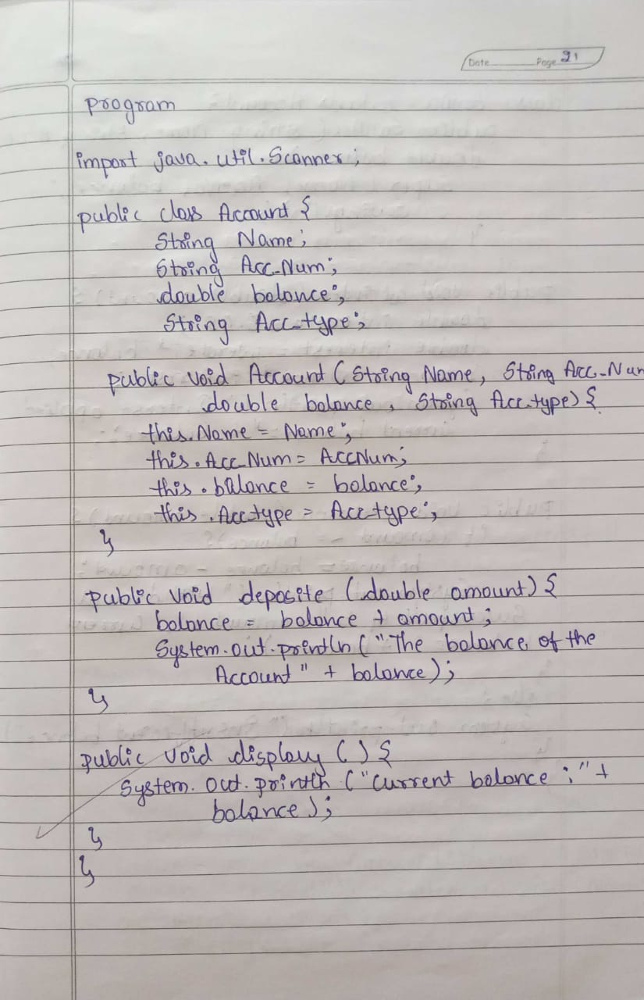 Date Page 21
program
import java.util.Scanner;
public class Account {
String Name;
String Acc_Num;
double balance;
String Acc_type;
public void Account (String Name, String Acc_Num
double balance, String Acc_type) {
this.Name = Name;
this.Acc_Num = AccNum;
this.balance = balance;
this.Acc_type = Acc_type;
}
public void deposite (double amount) {
balance = balance + amount;
System.out.println ("The balance of the
Account" + balance);
}
public void display () {
System.out.println ("Current balance :" +
balance);
}
}